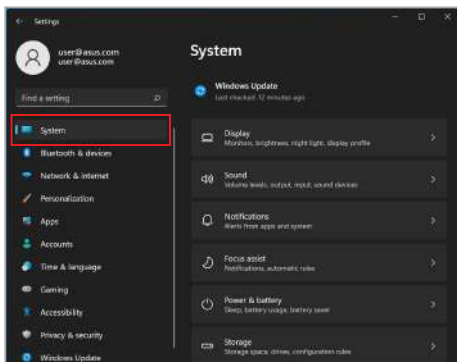 Settings
user@asus.com
user@asus.com
Find a setting
System
Bluetooth & devices
Network & internet
Personalization
Apps
Accounts
Time & language
Gaming
Accessibility
Privacy & security
Windows Update
System
Windows Update
Last checked: 12 minutes ago
Display
Monitors, brightness, night light, display profile
Sound
Volume levels, output, input, sound devices
Notifications
Alerts from apps and system
Focus assist
Notifications, automatic rules
Power & battery
Sleep, battery usage, battery saver
Storage
Storage space, drives, configuration rules